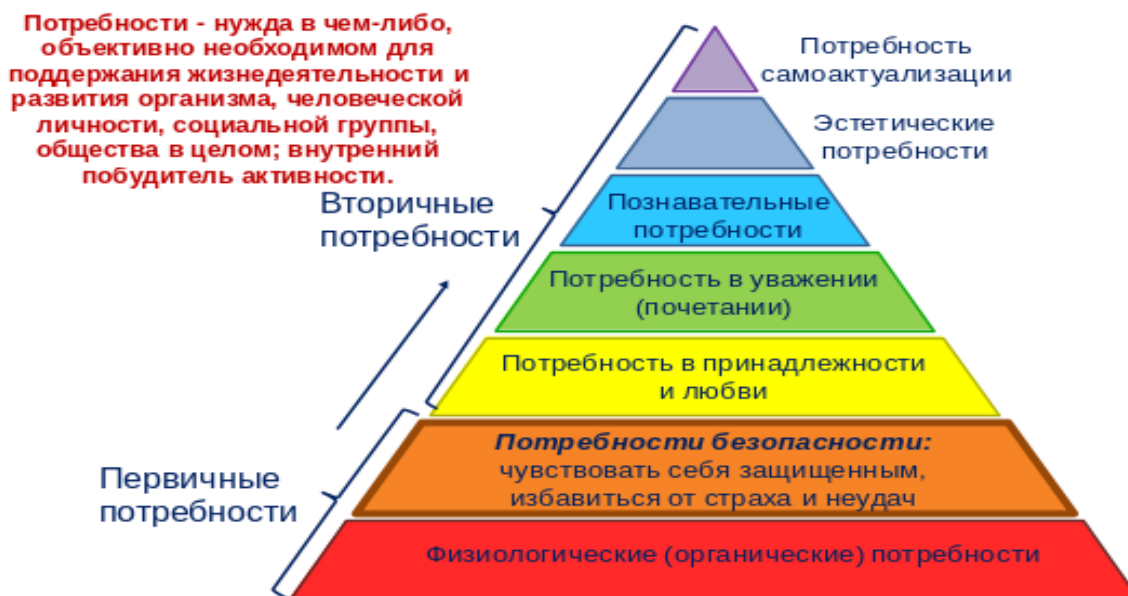 Потребности - нужда в чем-либо,
объективно необходимом для
поддержания жизнедеятельности и
развития организма, человеческой
личности, социальной группы,
общества в целом; внутренний
побудитель активности.
Потребность
самоактуализации
Эстетические
потребности
Вторичные
потребности
Познавательные
потребности
Потребность в уважении
(почетании)
Потребность в принадлежности
и любви
Первичные
потребности
Потребности безопасности:
чувствовать себя защищенным,
избавиться от страха и неудач
Физиологические (органические) потребности